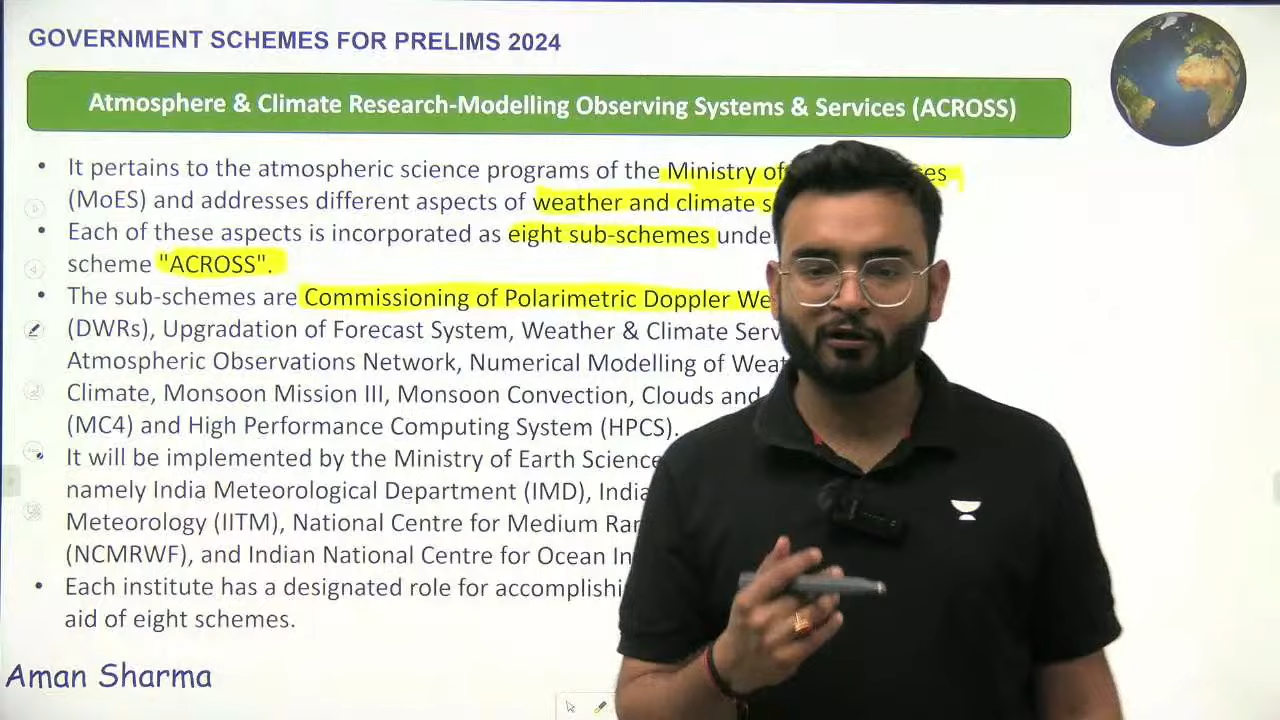 GOVERNMENT SCHEMES FOR PRELIMS 2024
Atmosphere & Climate Research-Modelling Observing Systems & Services (ACROSS)
• It pertains to the atmospheric science programs of the Ministry of
(MoES) and addresses different aspects of weather and climate
• Each of these aspects is incorporated as eight sub-schemes
scheme "ACROSS".
• The sub-schemes are Commissioning of Polarimetric Doppler
(DWRs), Upgradation of Forecast System, Weather & Climate
Atmospheric Observations Network, Numerical Modelling of
Climate, Monsoon Mission III, Monsoon Convection, Clouds and
(MC4) and High Performance Computing System (HPCS).
• It will be implemented by the Ministry of Earth
namely India Meteorological Department (IMD),
Meteorology (IITM), National Centre for Medium
(NCMRWF), and Indian National Centre for Ocean
• Each institute has a designated role for
aid of eight schemes.
Aman Sharma